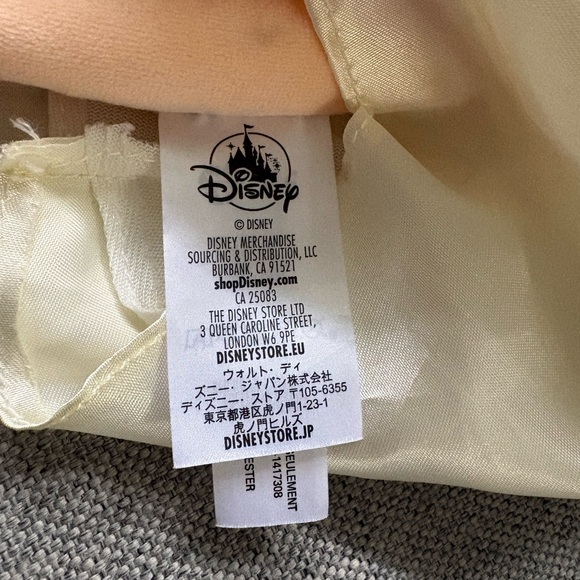 Disney
© DISNEY
DISNEY MERCHANDISE
SOURCING & DISTRIBUTION, LLC
BURBANK, CA 91521
shopDisney.com
CA 25083
THE DISNEY STORE LTD
3 QUEEN CAROLINE STREET,
LONDON W6 9PE
DISNEYSTORE.EU
ウォルト・ディ
ズニー・ジャパン株式会社
ディズニー・ストア 〒105-6355
東京都港区虎ノ門1-23-1
虎ノ門ヒルズ
DISNEYSTORE.JP
SEULEMENT
1417308
ESTER